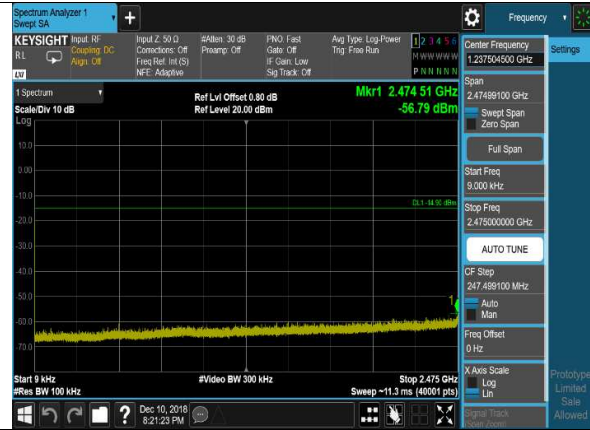 Spectrum Analyzer 1
Swept SA
Frequency
Settings
KEYSIGHT
R L
Input: RF
Coupling: DC
Align: Off
Input Z: 50 Ω
Corrections: Off
Freq Ref: Int (S)
NFE: Adaptive
#Atten: 30 dB
Preamp: Off
PNO: Fast
Gate: Off
IF Gain: Low
Sig Track: Off
Avg Type: Log-Power
Trig: Free Run
1 2 3 4 5 6
M W W W W W
P N N N N N
LXI
1 Spectrum
Scale/Div 10 dB
Log
Ref Lvl Offset 0.80 dB
Ref Level 20.00 dBm
Mkr1 2.474 51 GHz
-56.79 dBm
10.0
0.00
-10.0
-20.0
-30.0
-40.0
-50.0
-60.0
-70.0
DL1 -14.90 dBm
1
Start 9 kHz
#Res BW 100 kHz
#Video BW 300 kHz
Stop 2.475 GHz
Sweep ~11.3 ms (40001 pts)
Center Frequency
1.237504500 GHz
Span
2.47499100 GHz
Swept Span
Zero Span
Full Span
Start Freq
9.000 kHz
Stop Freq
2.475000000 GHz
AUTO TUNE
CF Step
247.499100 MHz
Auto
Man
Freq Offset
0 Hz
X Axis Scale
Log
Lin
Signal Track
(Span Zoom)
Prototype
Limited
Sale
Allowed
?
Dec 10, 2018
8:21:23 PM